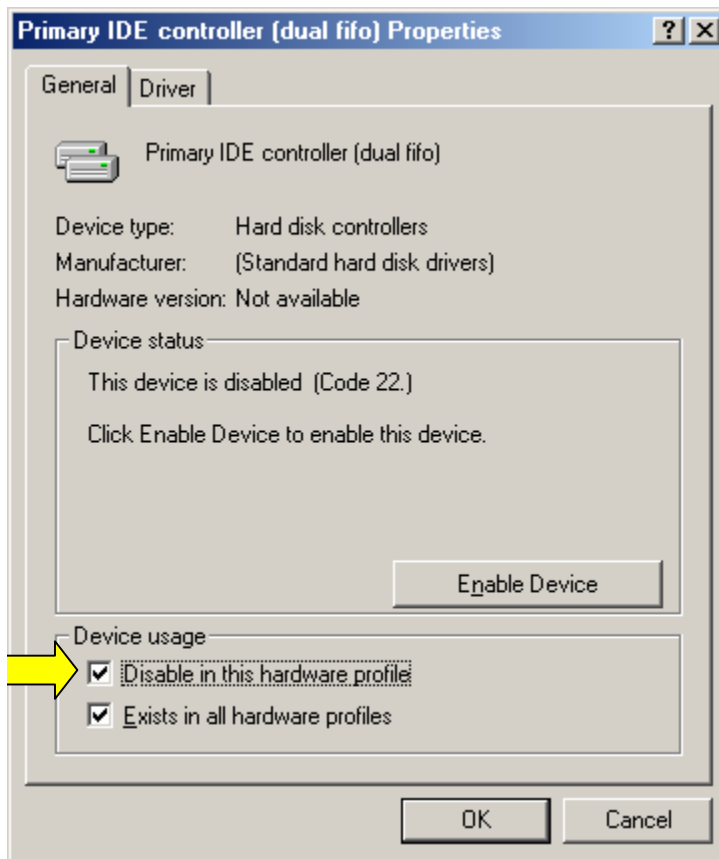 Primary IDE controller (dual fifo) Properties
General Driver
Primary IDE controller (dual fifo)
Device type: Hard disk controllers
Manufacturer: (Standard hard disk drivers)
Hardware version: Not available
Device status
This device is disabled (Code 22.)
Click Enable Device to enable this device.
Enable Device
Device usage
Disable in this hardware profile
Exists in all hardware profiles
OK Cancel